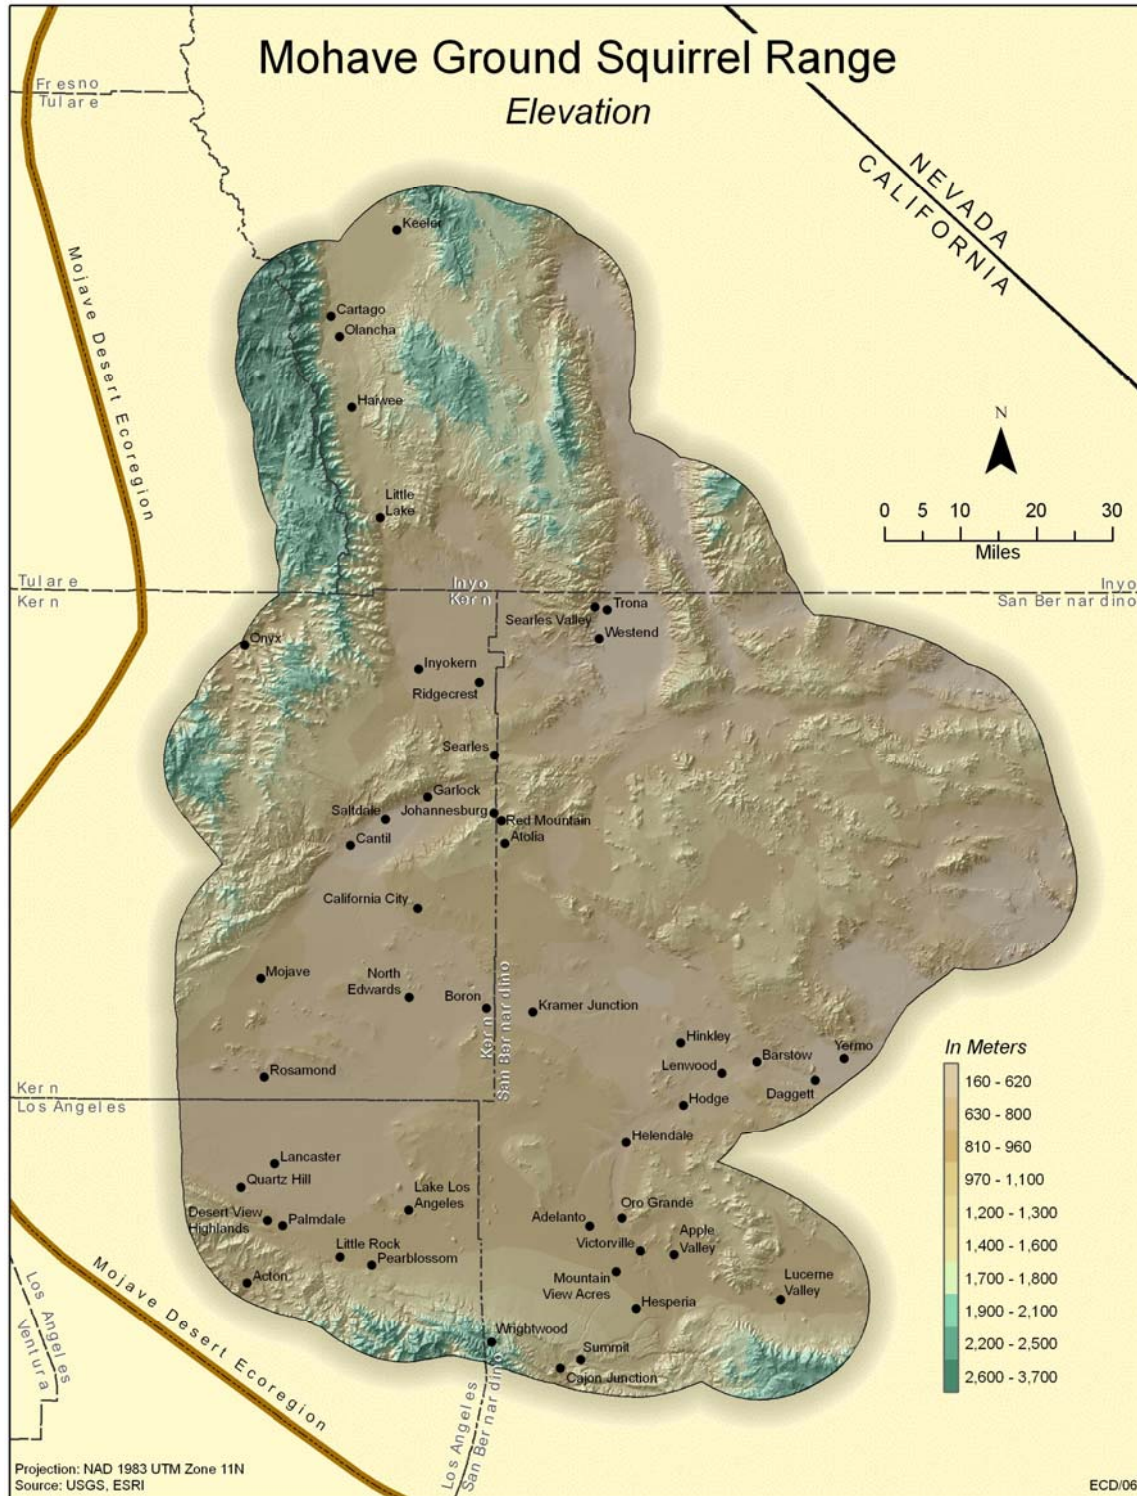 Mohave Ground Squirrel Range
Elevation
Fresno
Tulare
NEVADA
CALIFORNIA
Mojave Desert Ecoregion
Keeler
Cartago
Olancha
Haiwee
Little
Lake
N
0 5 10 20 30
Miles
Tulare
Kern
Inyo
Kern
Inyo
San Bernardino
Trona
Searles Valley
Westend
Onyx
Inyokern
Ridgecrest
Searles
Garlock
Saltdale
Johannesburg
Red Mountain
Cantil
Atolia
California City
Mojave
North
Edwards
Boron
Kramer Junction
Kern
San Bernardino
Hinkley
Barstow
Yermo
Lenwood
Daggett
Rosamond
Hodge
Kern
Los Angeles
Helendale
Lancaster
Quartz Hill
Lake Los
Angeles
Desert View
Highlands
Palmdale
Adelanto
Oro Grande
Victorville
Apple
Valley
Little Rock
Pearblossom
Acton
Mountain
View Acres
Hesperia
Lucerne
Valley
Wrightwood
Summit
Cajon Junction
In Meters
160 - 620
630 - 800
810 - 960
970 - 1,100
1,200 - 1,300
1,400 - 1,600
1,700 - 1,800
1,900 - 2,100
2,200 - 2,500
2,600 - 3,700
Los Angeles
Ventura
Mojave Desert Ecoregion
Los Angeles
San Bernardino
Projection: NAD 1983 UTM Zone 11N
Source: USGS, ESRI
ECD/06